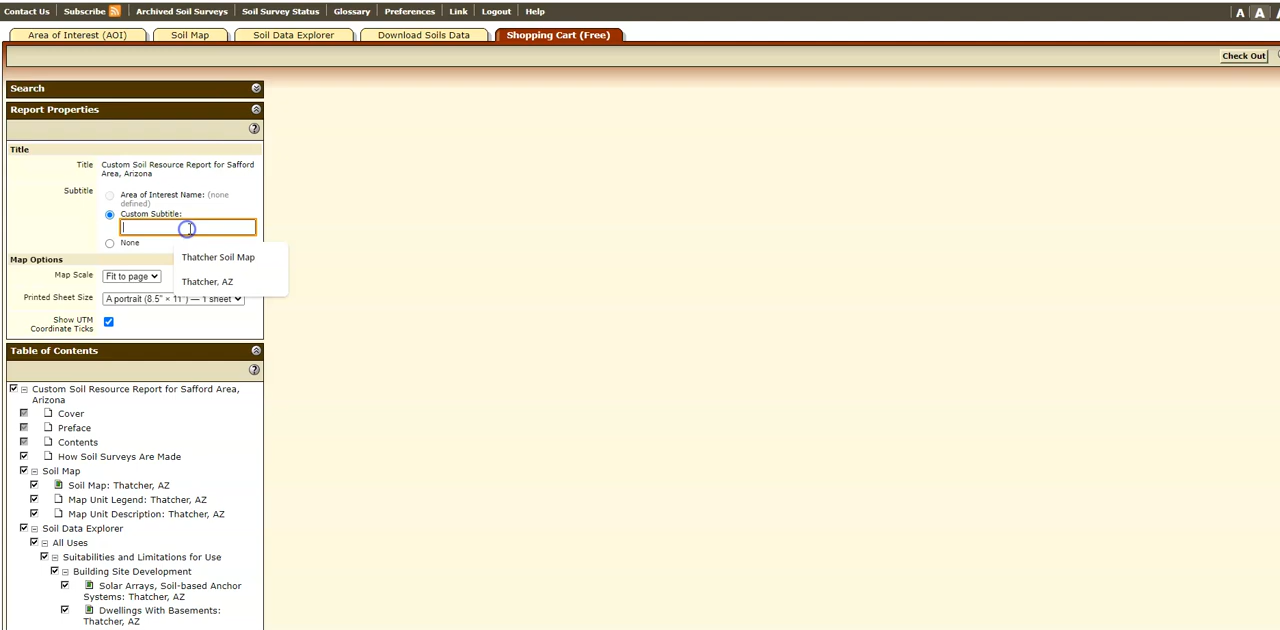 Contact Us Subscribe Archived Soil Surveys Soil Survey Status Glossary Preferences Link Logout Help A A
Area of Interest (AOI) Soil Map Soil Data Explorer Download Soils Data Shopping Cart (Free)
Check Out
Search
Report Properties
Title
Title Custom Soil Resource Report for Safford
Area, Arizona
Subtitle
Area of Interest Name: (none
defined)
Custom Subtitle:
None
Thatcher Soil Map
Thatcher, AZ
Map Options
Map Scale Fit to page
Printed Sheet Size A portrait (8.5" × 11") — 1 sheet
Show UTM
Coordinate Ticks
Table of Contents
Custom Soil Resource Report for Safford Area,
Arizona
Cover
Preface
Contents
How Soil Surveys Are Made
Soil Map
Soil Map: Thatcher, AZ
Map Unit Legend: Thatcher, AZ
Map Unit Description: Thatcher, AZ
Soil Data Explorer
All Uses
Suitabilities and Limitations for Use
Building Site Development
Solar Arrays, Soil-based Anchor
Systems: Thatcher, AZ
Dwellings With Basements:
Thatcher, AZ